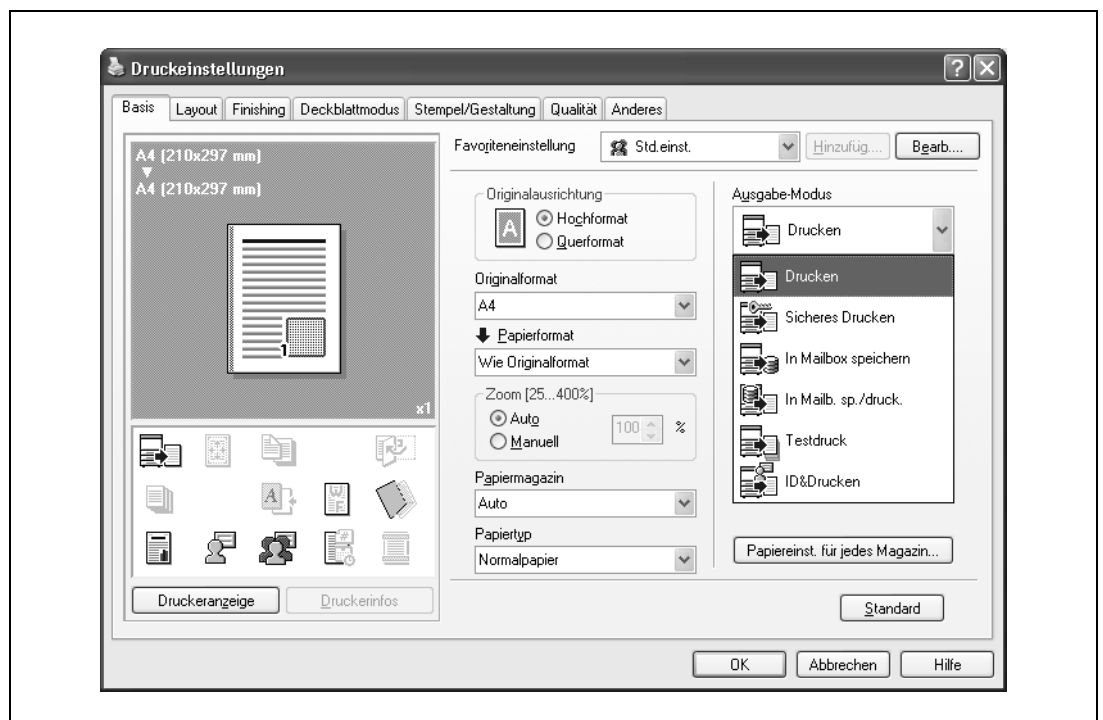 Druckeinstellungen
Basis Layout Finishing Deckblattmodus Stempel/Gestaltung Qualität Anderes
A4 (210x297 mm)
A4 (210x297 mm)
1
x1
Druckeranzeige
Druckerinfos
Favoriteneinstellung Std.einst. Hinzufüg.... Bearb....
Originalausrichtung
A
Hochformat
Querformat
Originalformat
A4
Papierformat
Wie Originalformat
Zoom [25...400%]
Auto
Manuell
100 %
Papiermagazin
Auto
Papiertyp
Normalpapier
Ausgabe-Modus
Drucken
Drucken
Sicheres Drucken
In Mailbox speichern
In Mailb. sp./druck.
Testdruck
ID&Drucken
Papiereinst. für jedes Magazin...
Standard
OK Abbrechen Hilfe